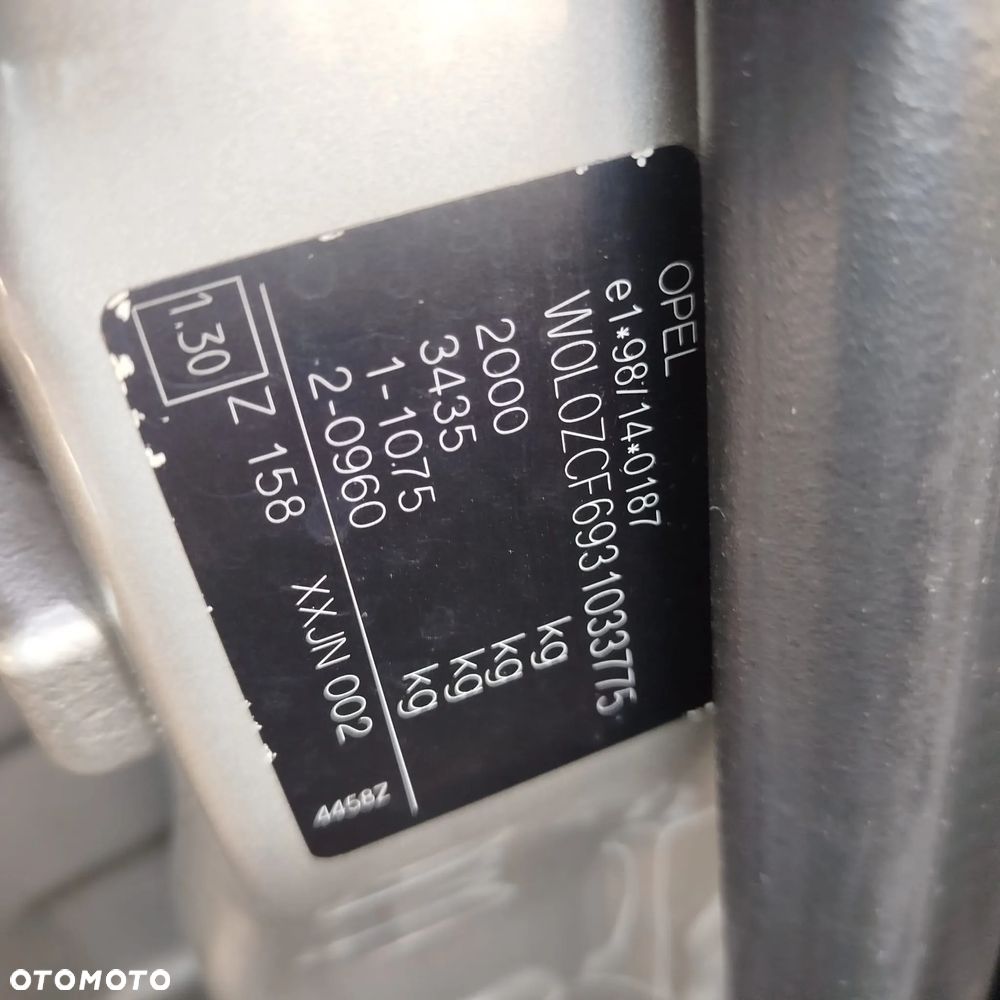 OPEL
e1*98/14*0187
W0L0ZCF6931033775
2000 kg
3435 kg
1-1075 kg
2-0960 kg
1.30 Z 158 XXJN 002 4458Z
OTOMOTO